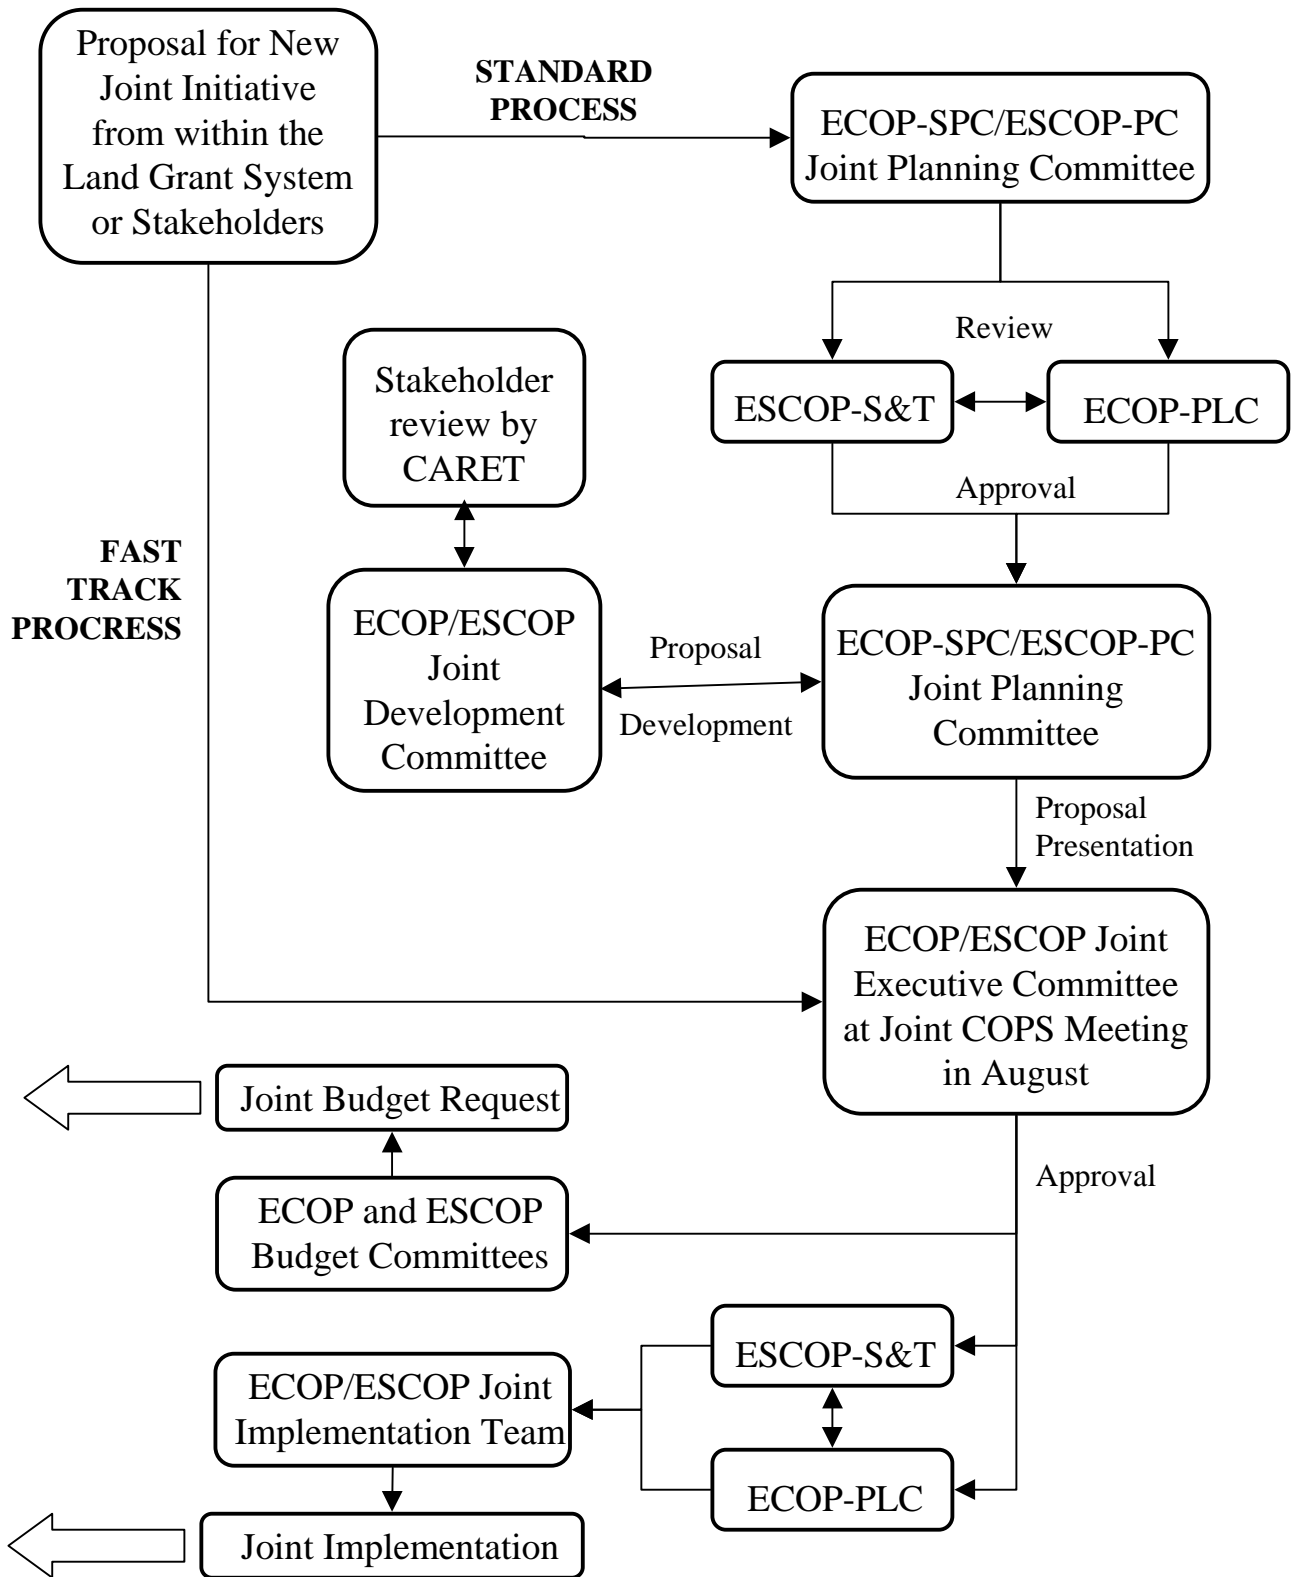 Proposal for New
Joint Initiative
from within the
Land Grant System
or Stakeholders
STANDARD
PROCESS
ECOP-SPC/ESCOP-PC
Joint Planning Committee
Review
ESCOP-S&T
ECOP-PLC
Approval
Stakeholder
review by
CARET
FAST
TRACK
PROCRESS
ECOP/ESCOP
Joint
Development
Committee
Proposal
Development
ECOP-SPC/ESCOP-PC
Joint Planning
Committee
Proposal
Presentation
ECOP/ESCOP Joint
Executive Committee
at Joint COPS Meeting
in August
Joint Budget Request
Approval
ECOP and ESCOP
Budget Committees
ESCOP-S&T
ECOP/ESCOP Joint
Implementation Team
ECOP-PLC
Joint Implementation